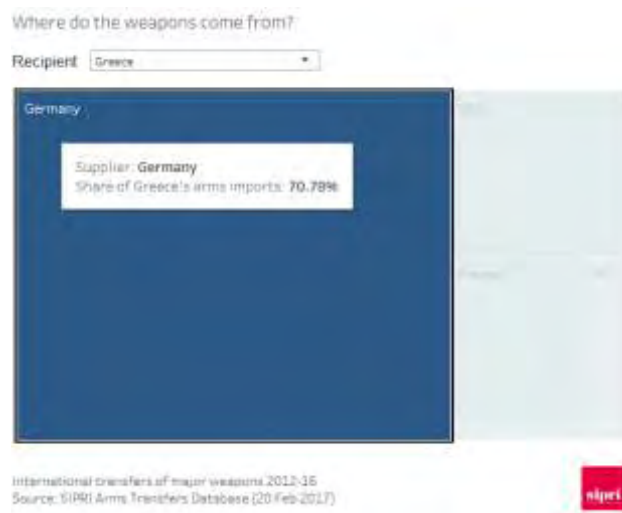 Where do the weapons come from?
Recipient Greece
Germany
Supplier: Germany
Share of Greece's arms imports: 70.78%
International transfers of major weapons 2012-16
Source: SIPRI Arms Transfers Database (20 Feb 2017)
sipri